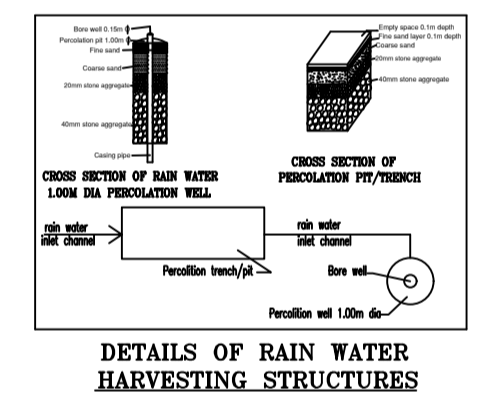 Bore well 0.15m ϕ
Percolation pit 1.00m ϕ
Fine sand
Coarse sand
20mm stone aggregate
40mm stone aggregate
Casing pipe
CROSS SECTION OF RAIN WATER
1.00M DIA PERCOLATION WELL
Empty space 0.1m depth
Fine sand layer 0.1m depth
Coarse sand
20mm stone aggregate
40mm stone aggregate
CROSS SECTION OF
PERCOLATION PIT/TRENCH
rain water
inlet channel
Percolition trench/pit
rain water
inlet channel
Bore well
Percolition well 1.00m dia
DETAILS OF RAIN WATER
HARVESTING STRUCTURES